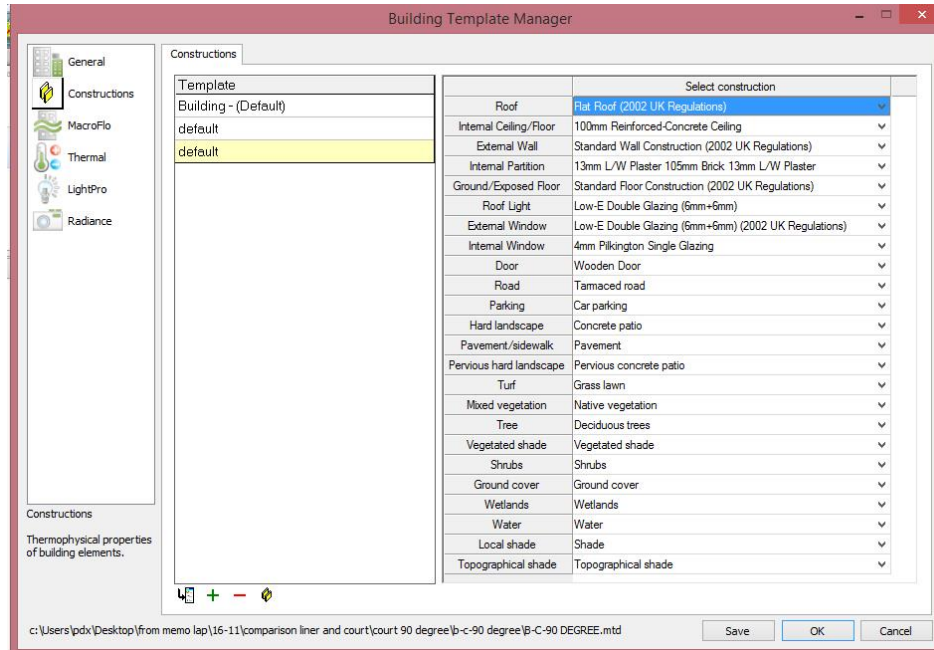 Building Template Manager
General
Constructions
MacroFlo
Thermal
LightPro
Radiance
Constructions
Thermophysical properties
of building elements.
Constructions
Template
Building - (Default)
default
default
Select construction
Roof Flat Roof (2002 UK Regulations)
Internal Ceiling/Floor 100mm Reinforced-Concrete Ceiling
External Wall Standard Wall Construction (2002 UK Regulations)
Internal Partition 13mm L/W Plaster 105mm Brick 13mm L/W Plaster
Ground/Exposed Floor Standard Floor Construction (2002 UK Regulations)
Roof Light Low-E Double Glazing (6mm+6mm)
External Window Low-E Double Glazing (6mm+6mm) (2002 UK Regulations)
Internal Window 4mm Pilkington Single Glazing
Door Wooden Door
Road Tarmaced road
Parking Car parking
Hard landscape Concrete patio
Pavement/sidewalk Pavement
Pervious hard landscape Pervious concrete patio
Turf Grass lawn
Mixed vegetation Native vegetation
Tree Deciduous trees
Vegetated shade Vegetated shade
Shrubs Shrubs
Ground cover Ground cover
Wetlands Wetlands
Water Water
Local shade Shade
Topographical shade Topographical shade
c:\Users\pdx\Desktop\from memo lap\16-11\comparison liner and court\court 90 degree\b-c-90 degree\B-C-90 DEGREE.mtd
Save OK Cancel